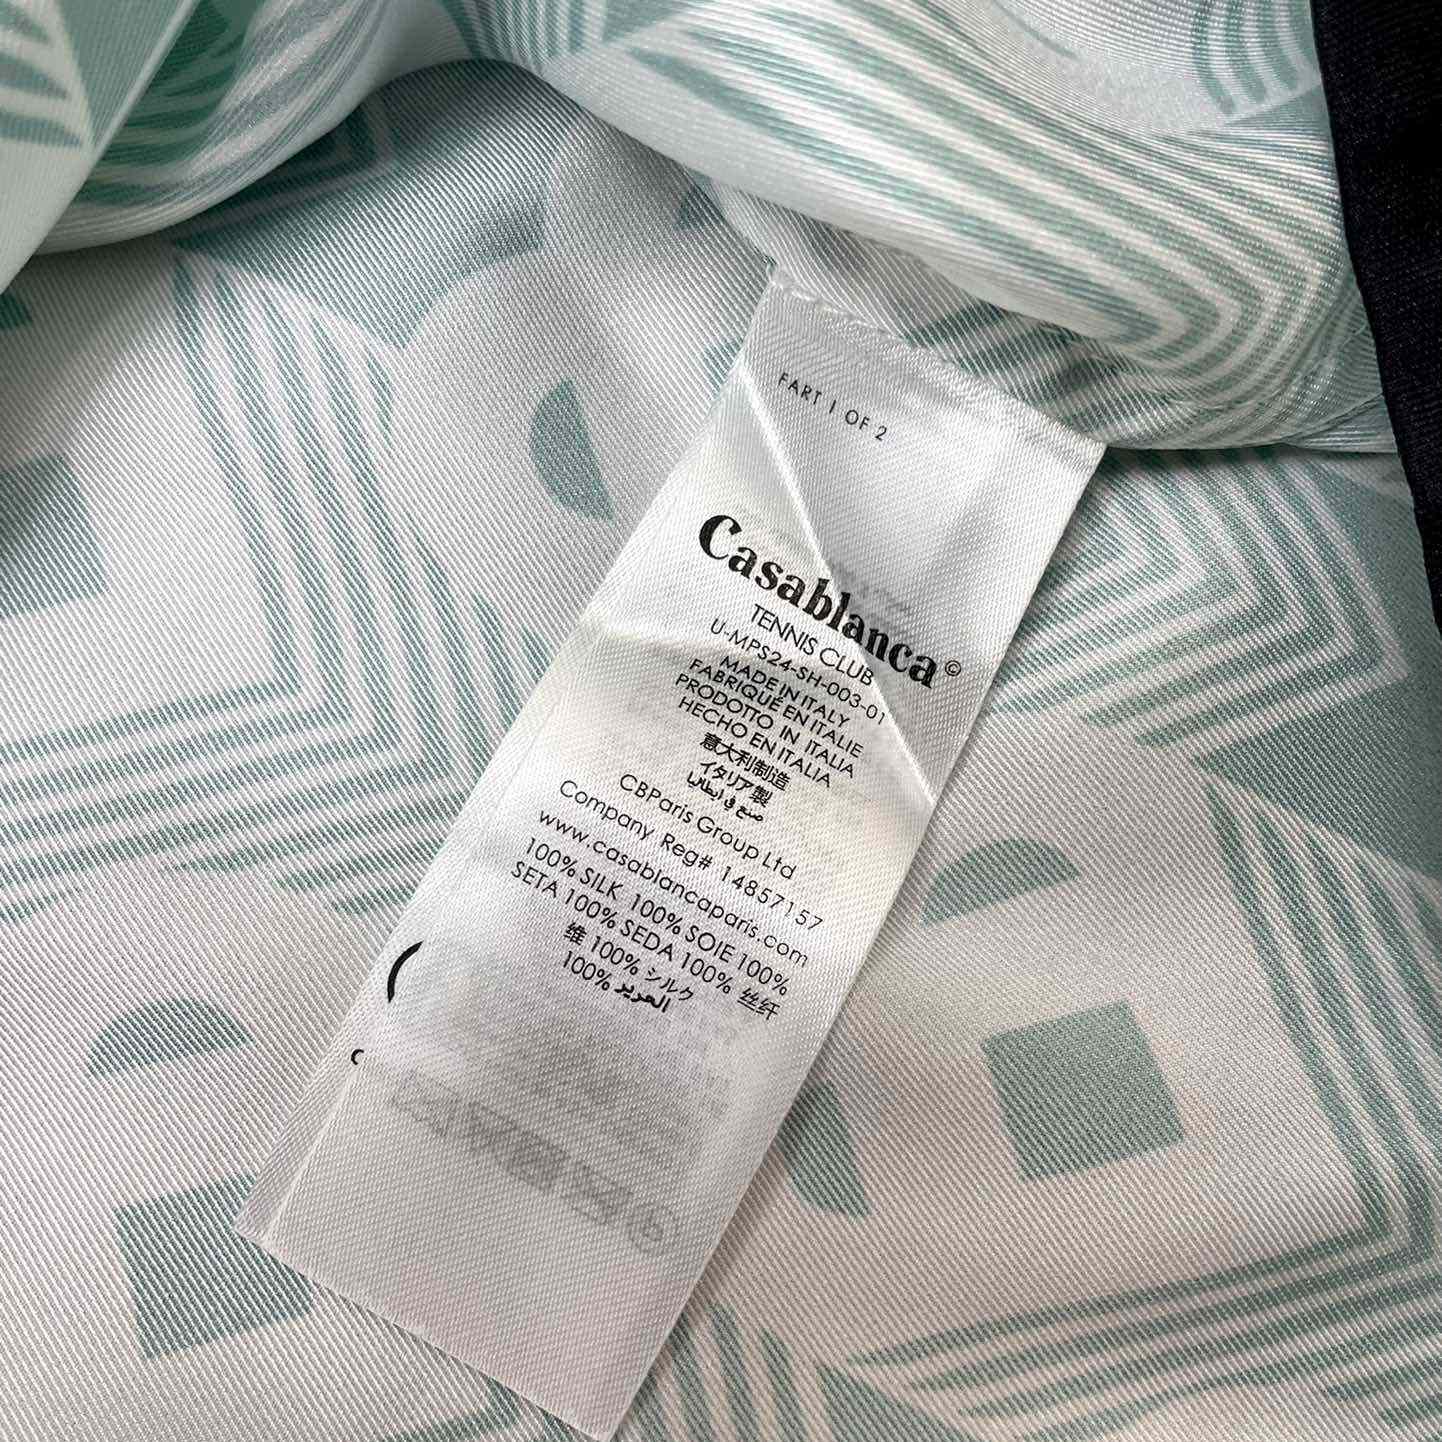 PART 1 OF 2
Casablanca©
TENNIS CLUB
U-MPS24-SH-003-01
MADE IN ITALY
FABRIQUÉ EN ITALIE
PRODOTTO IN ITALIA
HECHO EN ITALIA
意大利制造
イタリア製
صنع في إيطاليا
CBParis Group Ltd
Company Reg# 14857157
www.casablancaparis.com
100% SILK 100% SOIE 100%
SETA 100% SEDA 100% 丝纤
维 100% シルク
100% الحرير